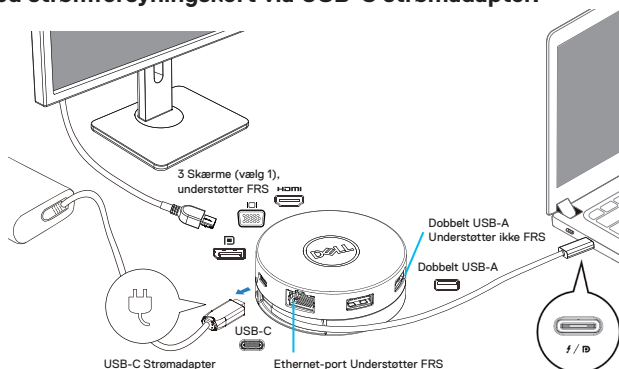 strømforsyningskort via USB-C strømadapter:
3 Skærme (vælg 1),
understøtter FRS
HDMI
Dobbelt USB-A
Understøtter ikke FRS
Dobbelt USB-A
DELL
USB-C
USB-C Strømadapter
Ethernet-port Understøtter FRS